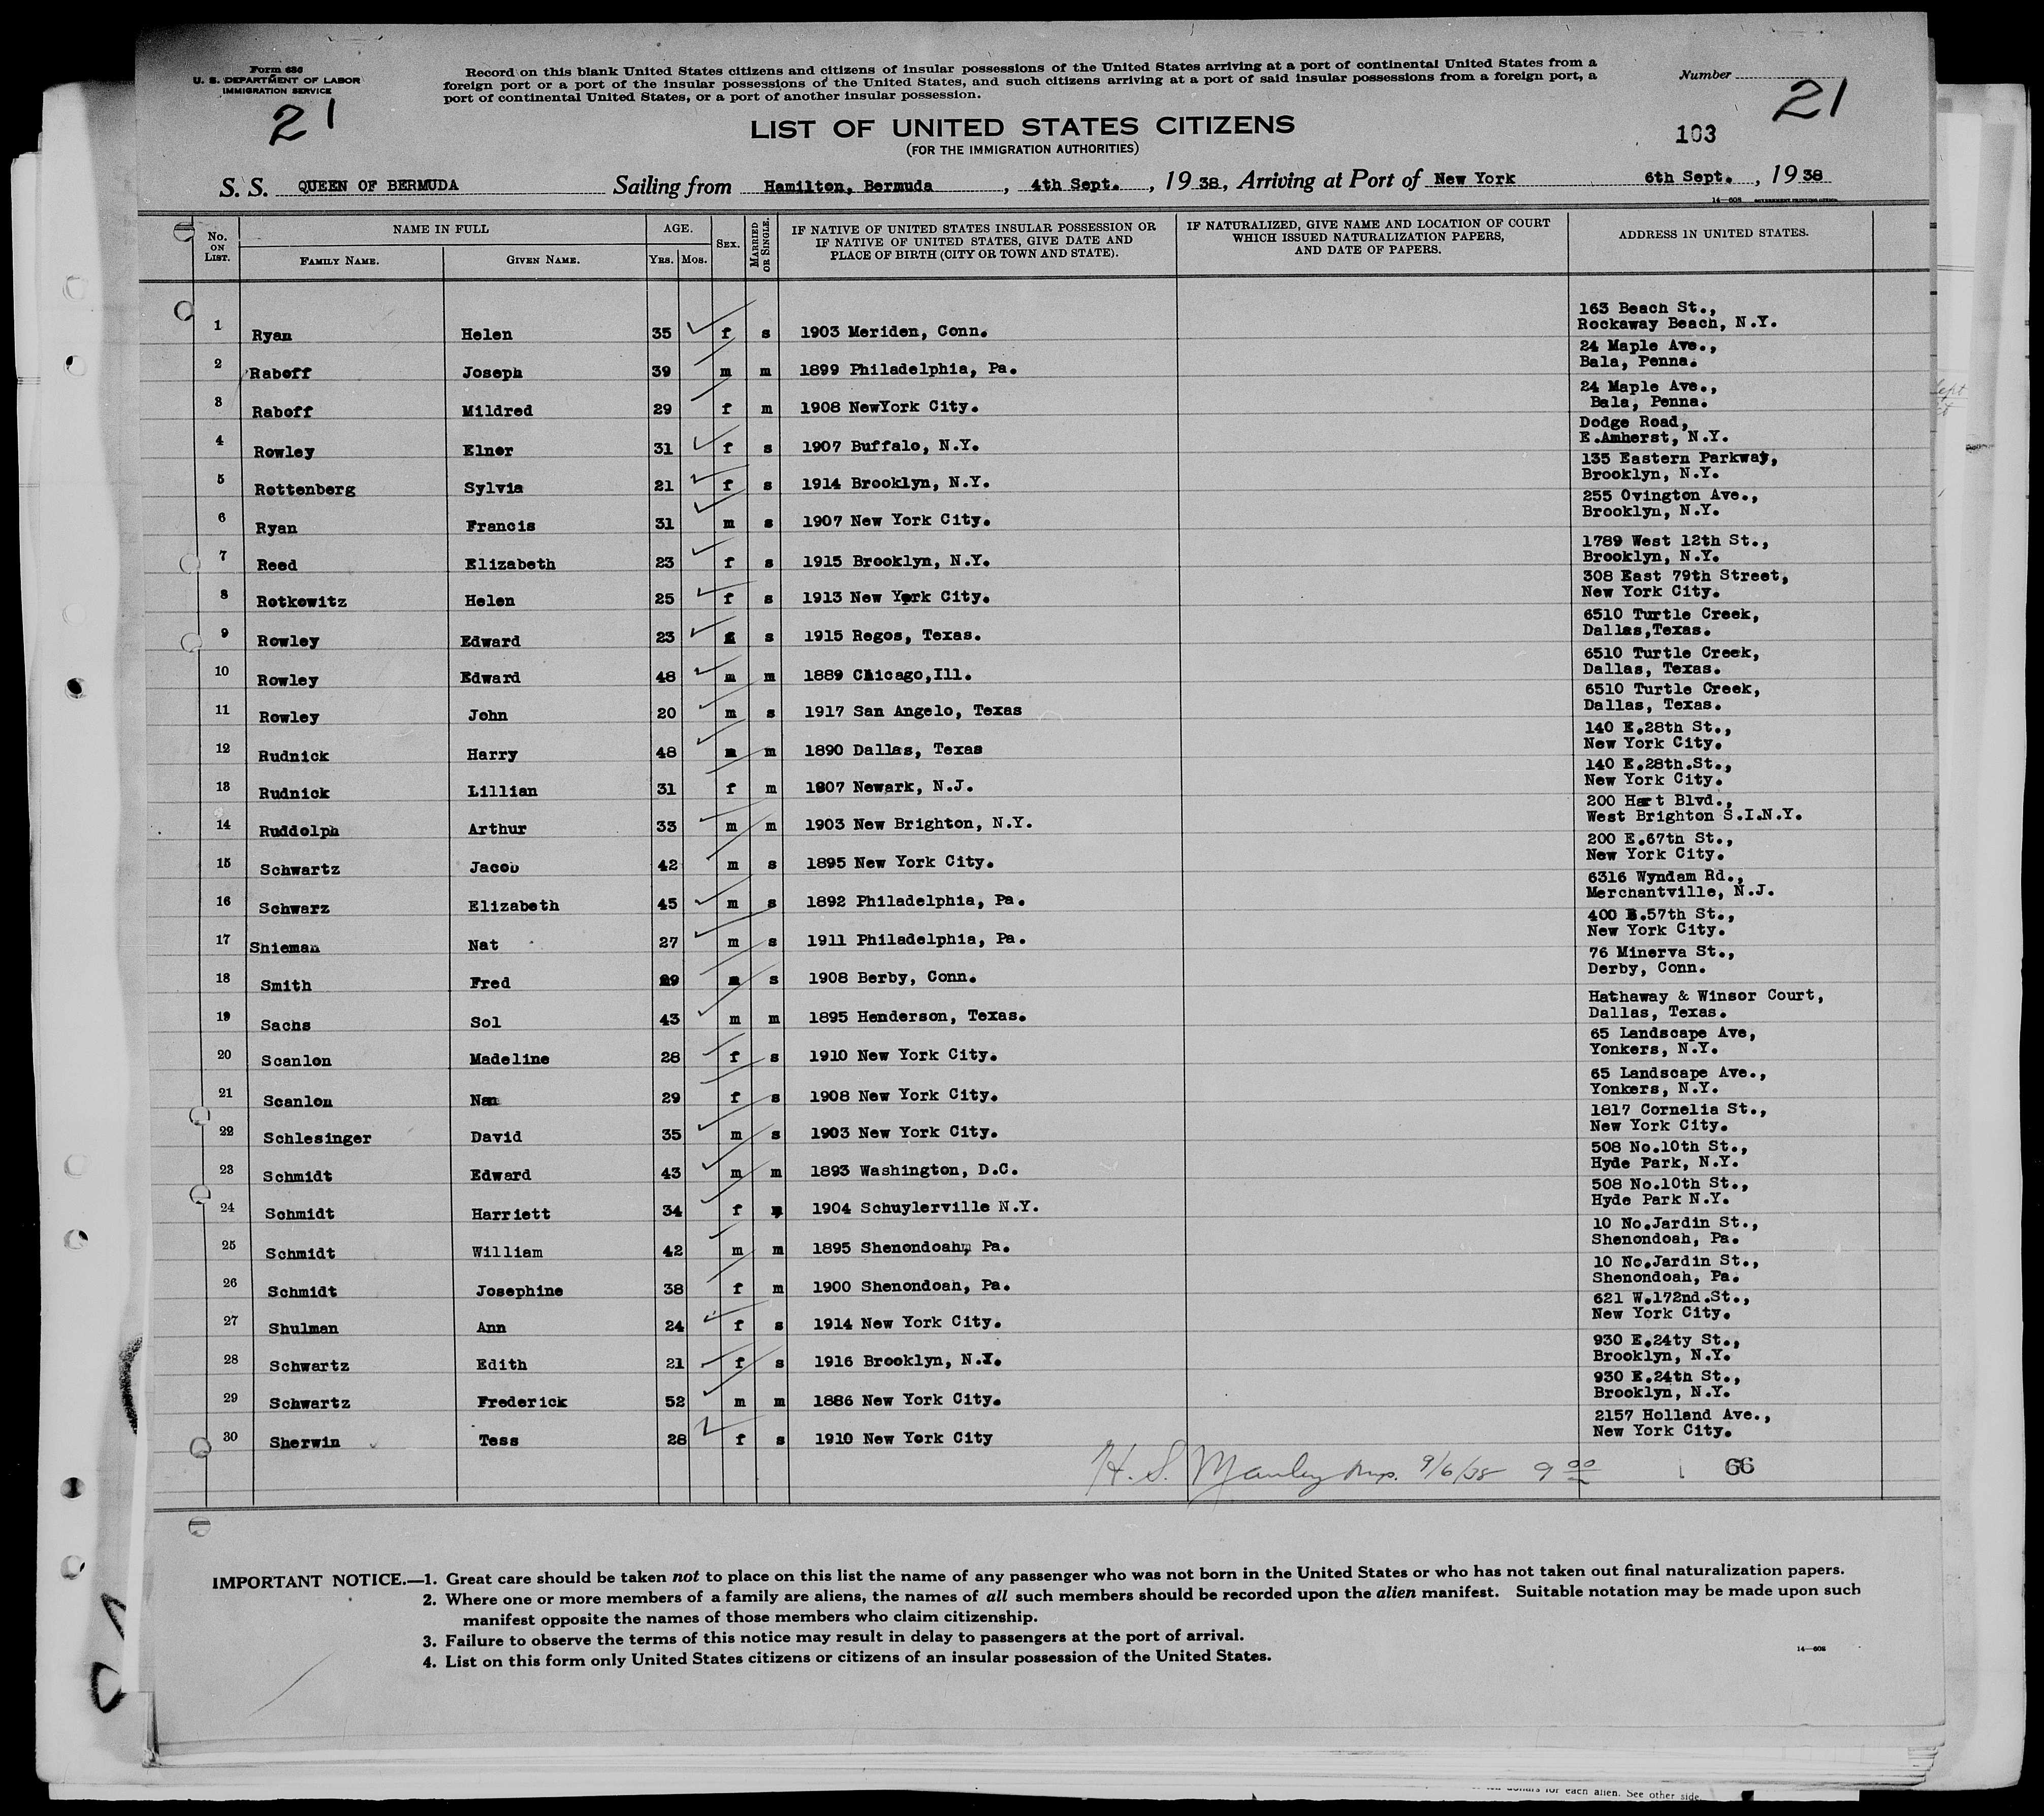 Form 686
U. S. DEPARTMENT OF LABOR
IMMIGRATION SERVICE
21
Record on this blank United States citizens and citizens of insular possessions of the United States arriving at a port of continental United States from a
foreign port or a port of the insular possessions of the United States, and such citizens arriving at a port of said insular possessions from a foreign port, a
port of continental United States, or a port of another insular possession.
Number
21
LIST OF UNITED STATES CITIZENS
(FOR THE IMMIGRATION AUTHORITIES)
103
S. S. QUEEN OF BERMUDA Sailing from Hamilton, Bermuda, 4th Sept., 19 38, Arriving at Port of New York 6th Sept., 19 38
14—608 GOVERNMENT PRINTING OFFICE
No. ON LIST. NAME IN FULL FAMILY NAME. GIVEN NAME. AGE. YRS. MOS. SEX. MARRIED OR SINGLE. IF NATIVE OF UNITED STATES INSULAR POSSESSION OR IF NATIVE OF UNITED STATES, GIVE DATE AND PLACE OF BIRTH (CITY OR TOWN AND STATE). IF NATURALIZED, GIVE NAME AND LOCATION OF COURT WHICH ISSUED NATURALIZATION PAPERS, AND DATE OF PAPERS. ADDRESS IN UNITED STATES.
1 Ryan Helen 35 f s 1903 Meriden, Conn. 163 Beach St., Rockaway Beach, N.Y.
2 Raboff Joseph 39 m m 1899 Philadelphia, Pa. 24 Maple Ave., Bala, Penna.
3 Raboff Mildred 29 f m 1908 NewYork City. 24 Maple Ave., Bala, Penna.
4 Rowley Elnor 31 f s 1907 Buffalo, N.Y. Dodge Road, E.Amherst, N.Y.
5 Rottenberg Sylvia 21 f s 1914 Brooklyn, N.Y. 135 Eastern Parkway, Brooklyn, N.Y.
6 Ryan Francis 31 m s 1907 New York City. 255 Ovington Ave., Brooklyn, N.Y.
7 Reed Elizabeth 23 f s 1915 Brooklyn, N.Y. 1789 West 12th St., Brooklyn, N.Y.
8 Rotkowitz Helen 25 f s 1913 New York City. 308 East 79th Street, New York City.
9 Rowley Edward 23 s 1915 Regos, Texas. 6510 Turtle Creek, Dallas,Texas.
10 Rowley Edward 48 m m 1889 Chicago,Ill. 6510 Turtle Creek, Dallas, Texas.
11 Rowley John 20 m s 1917 San Angelo, Texas 6510 Turtle Creek, Dallas, Texas.
12 Rudnick Harry 48 m m 1890 Dallas, Texas 140 E.28th St., New York City.
13 Rudnick Lillian 31 f m 1907 Newark, N.J. 140 E.28th.St., New York City.
14 Ruddolph Arthur 33 m m 1903 New Brighton, N.Y. 200 Hart Blvd., West Brighton S.I.N.Y.
15 Schwartz Jacob 42 m s 1895 New York City. 200 E.67th St., New York City.
16 Schwarz Elizabeth 45 m s 1892 Philadelphia, Pa. 6316 Wyndam Rd., Merchantville, N.J.
17 Shieman Nat 27 m s 1911 Philadelphia, Pa. 400 E.57th St., New York City.
18 Smith Fred 29 m s 1908 Berby, Conn. 76 Minerva St., Derby, Conn.
19 Sachs Sol 43 m m 1895 Henderson, Texas. Hathaway & Winsor Court, Dallas, Texas.
20 Scanlon Madeline 28 f s 1910 New York City. 65 Landscape Ave, Yonkers, N.Y.
21 Scanlon Nan 29 f s 1908 New York City. 65 Landscape Ave., Yonkers, N.Y.
22 Schlesinger David 35 m s 1903 New York City. 1817 Cornelia St., New York City.
23 Schmidt Edward 43 m m 1893 Washington, D.C. 508 No.10th St., Hyde Park, N.Y.
24 Schmidt Harriett 34 f 1904 Schuylerville N.Y. 508 No.10th St., Hyde Park N.Y.
25 Schmidt William 42 m m 1895 Shenondoah, Pa. 10 No.Jardin St., Shenondoah, Pa.
26 Schmidt Josephine 38 f m 1900 Shenondoah, Pa. 10 No.Jardin St., Shenondoah, Pa.
27 Shulman Ann 24 f s 1914 New York City. 621 W.172nd.St., New York City.
28 Schwartz Edith 21 f s 1916 Brooklyn, N.Y. 930 E.24ty St., Brooklyn, N.Y.
29 Schwartz Frederick 52 m m 1886 New York City. 930 E.24th St., Brooklyn, N.Y.
30 Sherwin Tess 28 f s 1910 New York City 2157 Holland Ave., New York City.
H. S. Manley Insp. 9/6/38 9 00 66
IMPORTANT NOTICE.—1. Great care should be taken not to place on this list the name of any passenger who was not born in the United States or who has not taken out final naturalization papers.
2. Where one or more members of a family are aliens, the names of all such members should be recorded upon the alien manifest. Suitable notation may be made upon such
manifest opposite the names of those members who claim citizenship.
3. Failure to observe the terms of this notice may result in delay to passengers at the port of arrival.
4. List on this form only United States citizens or citizens of an insular possession of the United States.
14—608
for each alien. See other side.